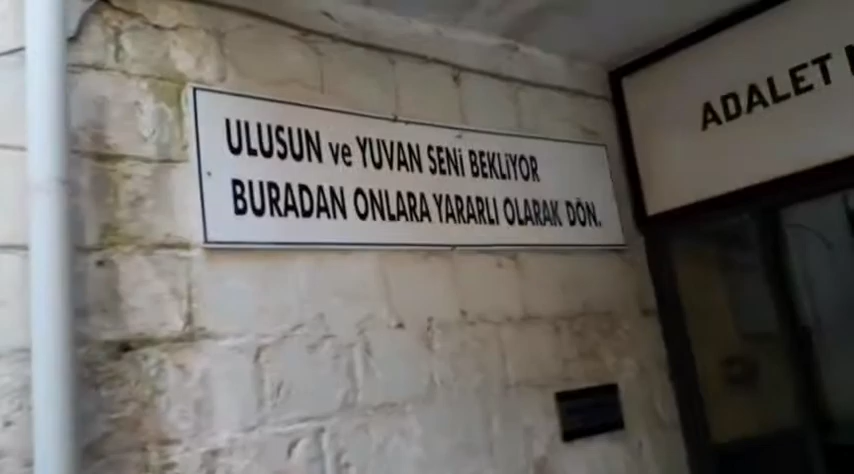 ULUSUN ve YUVAN SENİ BEKLİYOR
BURADAN ONLARA YARARLI OLARAK DÖN.
ADALET